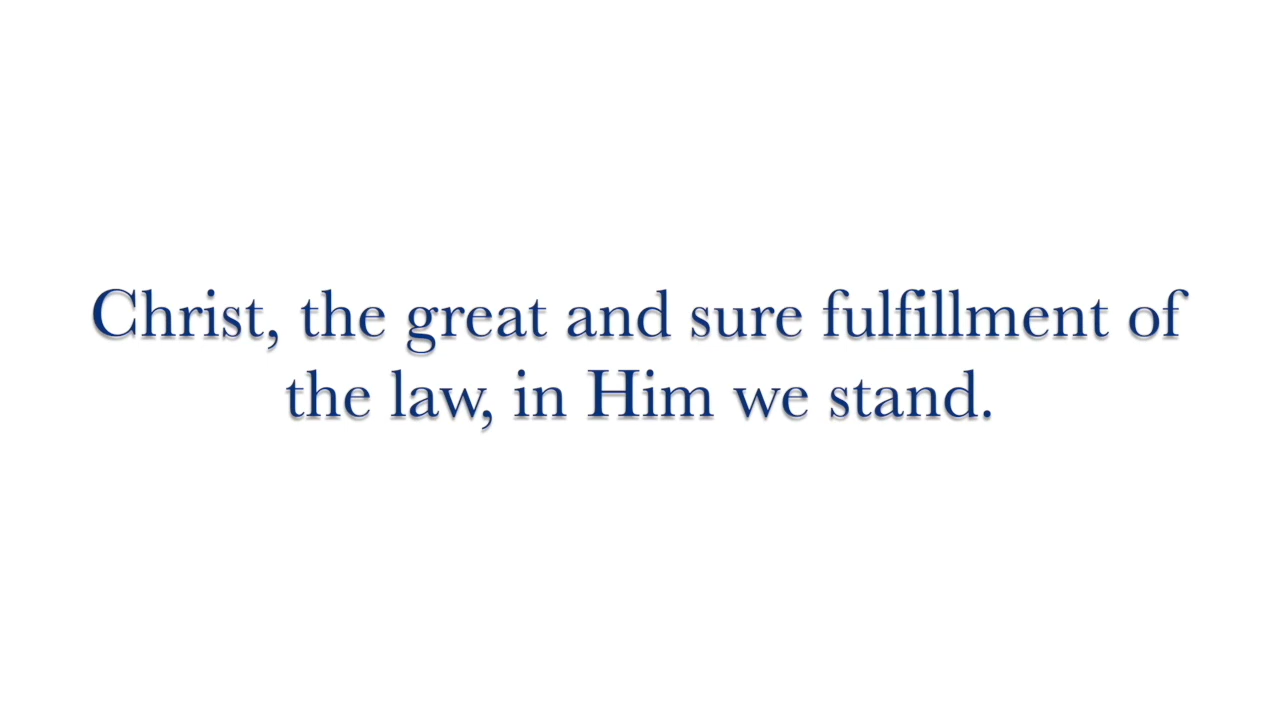 Christ, the great and sure fulfillment of
the law, in Him we stand.